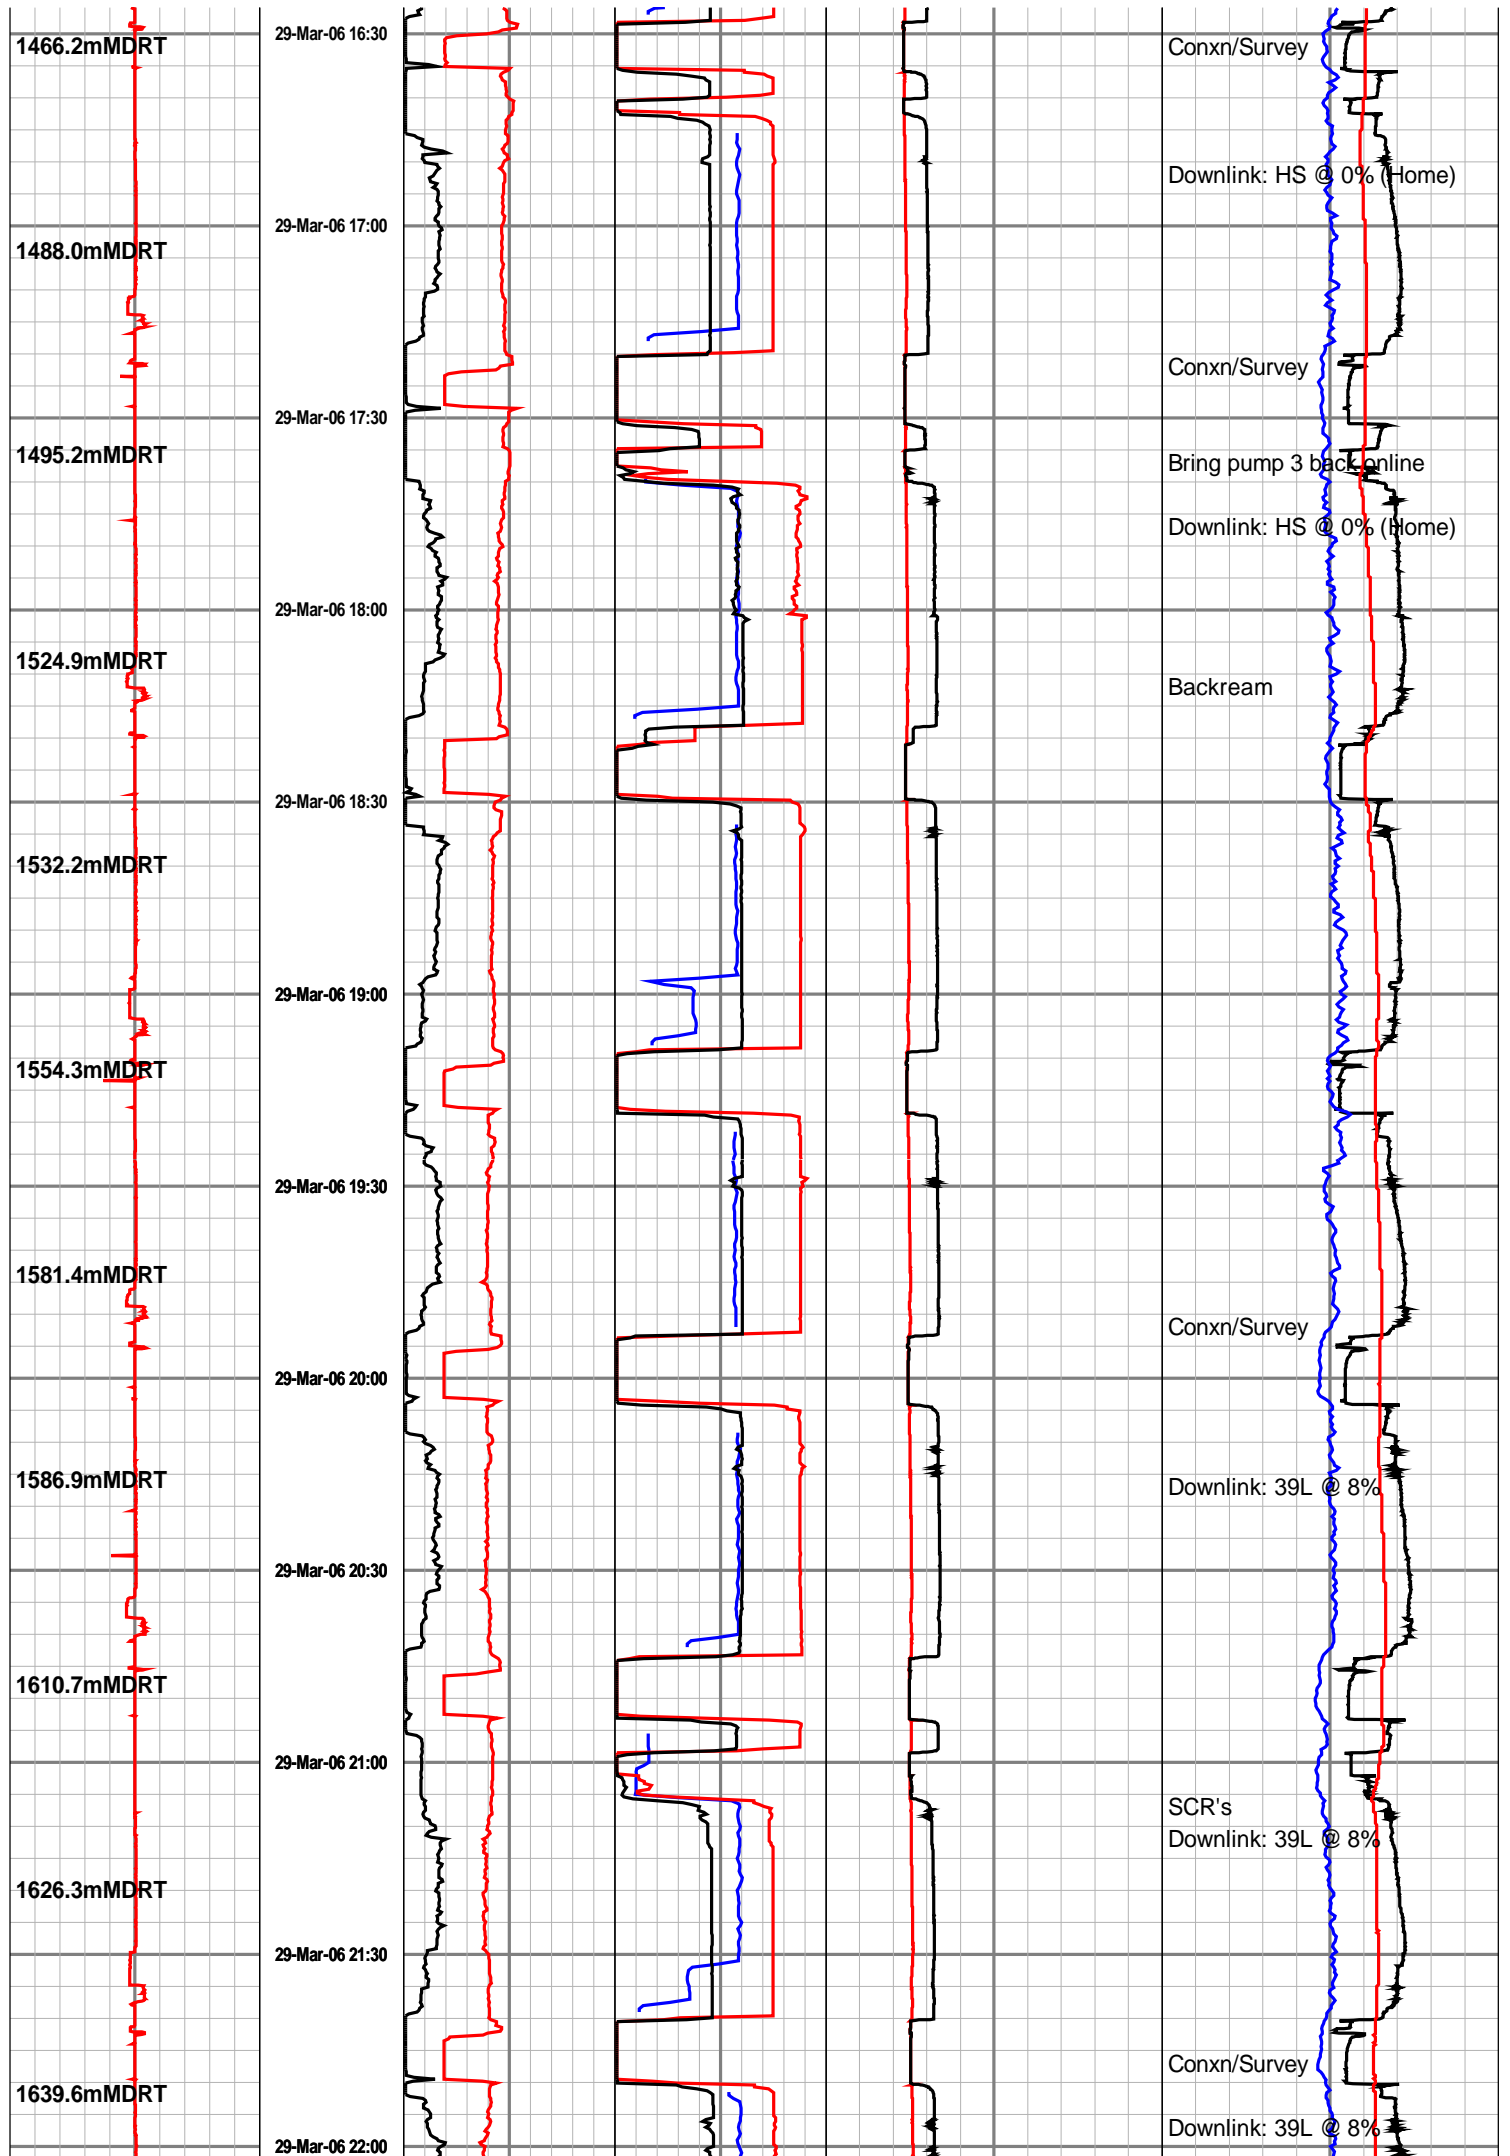 29-Mar-06 16:30
1466.2mMDRT
Conxn/Survey
Downlink: HS @ 0% (Home)
29-Mar-06 17:00
1488.0mMDRT
Conxn/Survey
29-Mar-06 17:30
1495.2mMDRT
Bring pump 3 back online
Downlink: HS @ 0% (Home)
29-Mar-06 18:00
1524.9mMDRT
Backream
29-Mar-06 18:30
1532.2mMDRT
29-Mar-06 19:00
1554.3mMDRT
29-Mar-06 19:30
1581.4mMDRT
Conxn/Survey
29-Mar-06 20:00
1586.9mMDRT
Downlink: 39L @ 8%
29-Mar-06 20:30
1610.7mMDRT
29-Mar-06 21:00
SCR's
Downlink: 39L @ 8%
1626.3mMDRT
29-Mar-06 21:30
Conxn/Survey
1639.6mMDRT
Downlink: 39L @ 8%
29-Mar-06 22:00